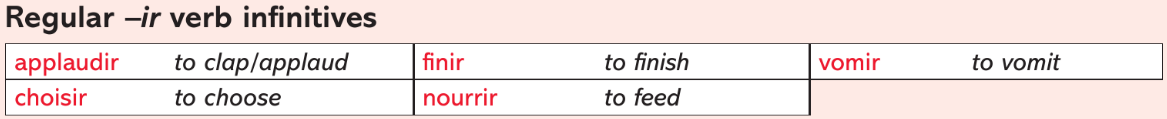 Regular –ir verb infinitives
applaudir to clap/applaud finir to finish vomir to vomit
choisir to choose nourrir to feed